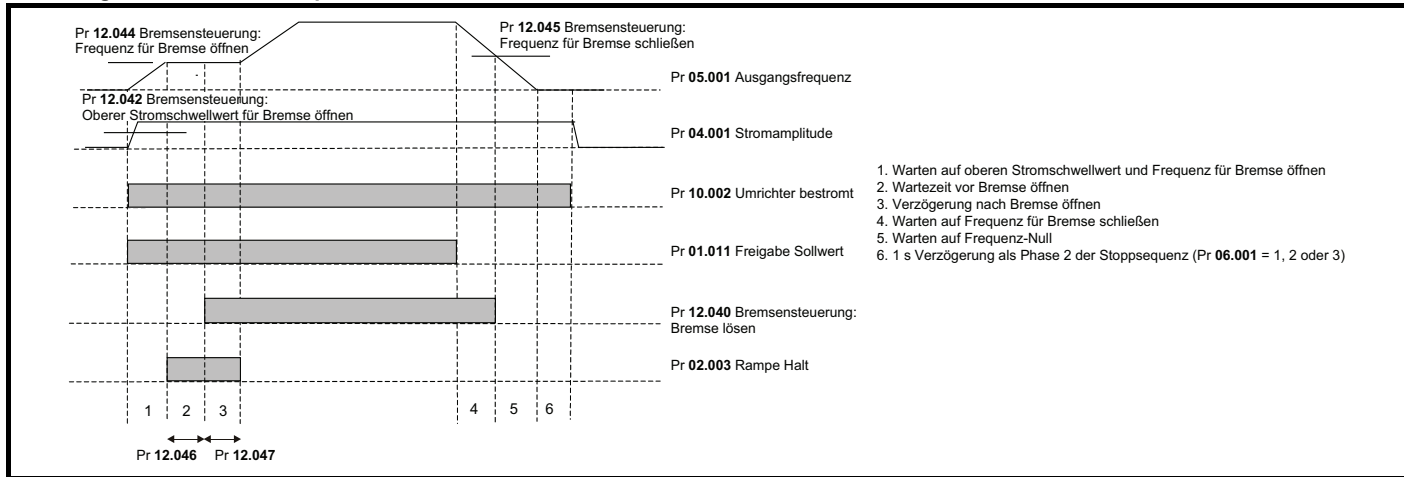 Pr 12.044 Bremsensteuerung:
Frequenz für Bremse öffnen
Pr 12.045 Bremsensteuerung:
Frequenz für Bremse schließen
Pr 05.001 Ausgangsfrequenz
Pr 12.042 Bremsensteuerung:
Oberer Stromschwellwert für Bremse öffnen
Pr 04.001 Stromamplitude
Pr 10.002 Umrichter bestromt
Pr 01.011 Freigabe Sollwert
Pr 12.040 Bremsensteuerung:
Bremse lösen
Pr 02.003 Rampe Halt
1 2 3 4 5 6
Pr 12.046 Pr 12.047
1. Warten auf oberen Stromschwellwert und Frequenz für Bremse öffnen
2. Wartezeit vor Bremse öffnen
3. Verzögerung nach Bremse öffnen
4. Warten auf Frequenz für Bremse schließen
5. Warten auf Frequenz-Null
6. 1 s Verzögerung als Phase 2 der Stoppsequenz (Pr 06.001 = 1, 2 oder 3)